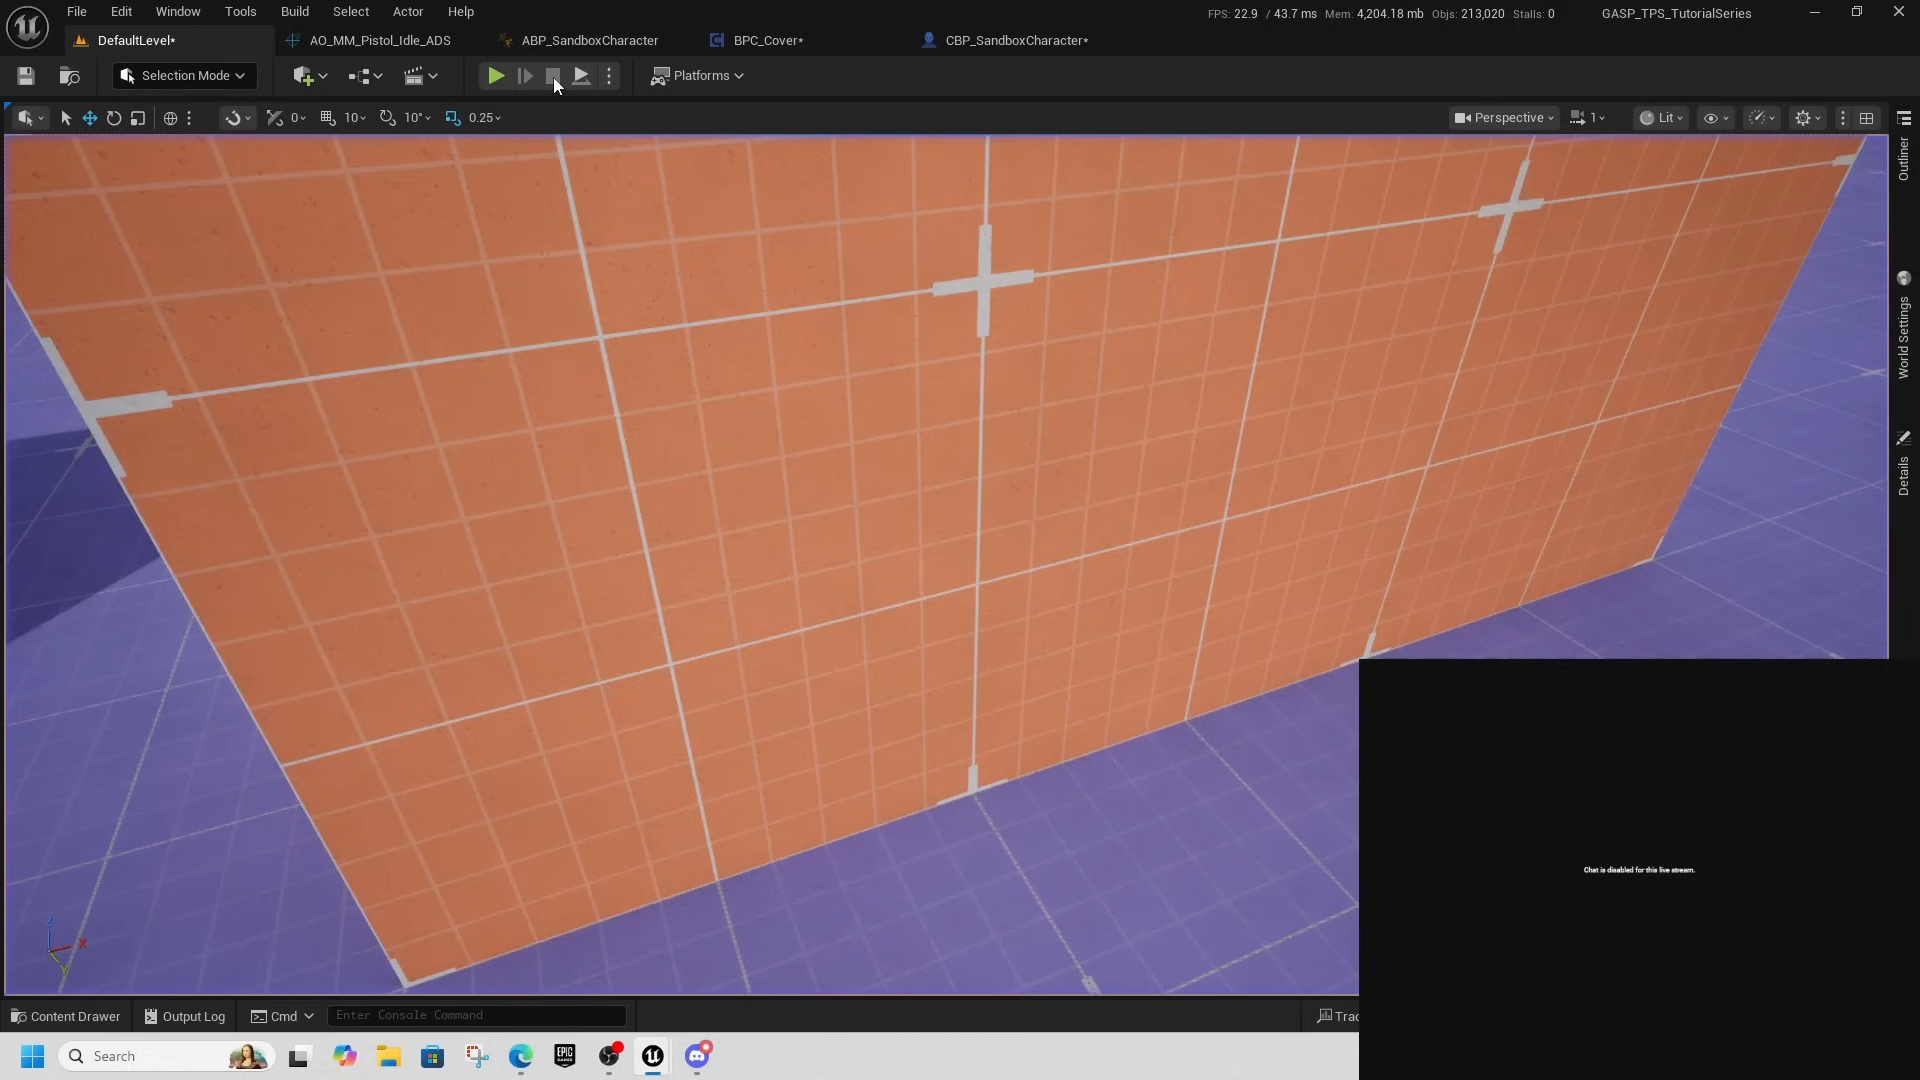 File Edit Window Tools Build Select Actor Help
FPS: 22.9 / 43.7 ms Mem: 4,204.18 mb Objs: 213,020 Stalls: 0
GASP_TPS_TutorialSeries
DefaultLevel*
AO_MM_Pistol_Idle_ADS
ABP_SandboxCharacter
BPC_Cover*
CBP_SandboxCharacter*
Selection Mode
Platforms
0
10
10°
0.25
Perspective
1
Lit
Outliner
World Settings
Details
Chat is disabled for this live stream.
Z
X
Y
Content Drawer
Output Log
Cmd
Enter Console Command
Trac
Search
EPIC
GAMES